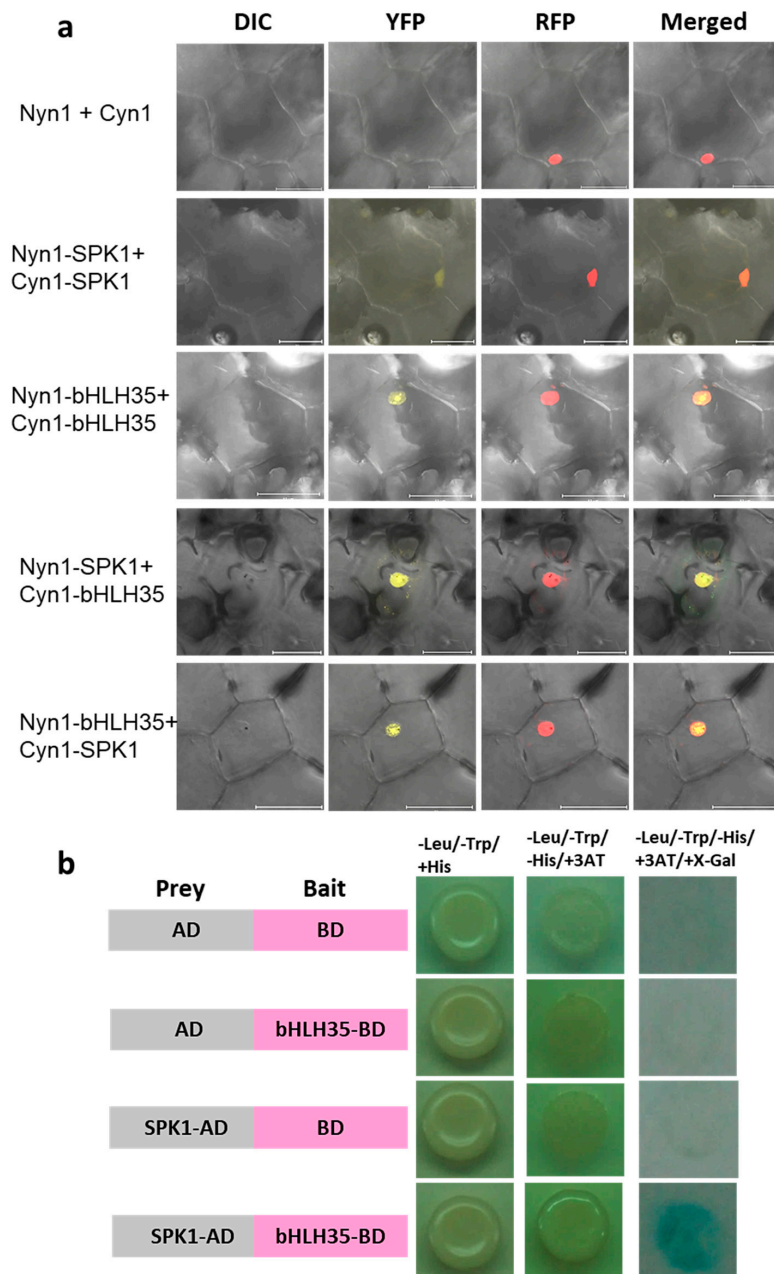 a
DIC YFP RFP Merged
Nyn1 + Cyn1
Nyn1-SPK1+
Cyn1-SPK1
Nyn1-bHLH35+
Cyn1-bHLH35
Nyn1-SPK1+
Cyn1-bHLH35
Nyn1-bHLH35+
Cyn1-SPK1
b
Prey Bait
-Leu/-Trp/
+His
-Leu/-Trp/
-His/+3AT
-Leu/-Trp/-His/
+3AT/+X-Gal
AD BD
AD bHLH35-BD
SPK1-AD BD
SPK1-AD bHLH35-BD